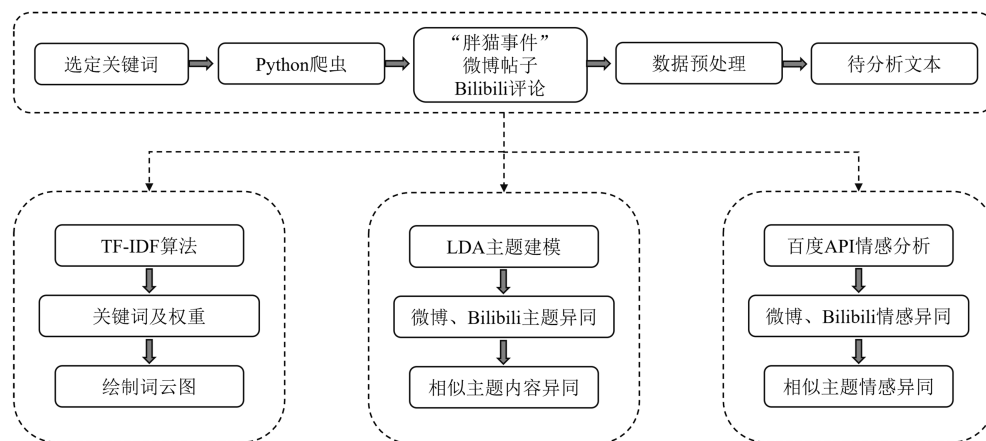 选定关键词
Python爬虫
“胖猫事件”
微博帖子
Bilibili评论
数据预处理
待分析文本
TF-IDF算法
关键词及权重
绘制词云图
LDA主题建模
微博、Bilibili主题异同
相似主题内容异同
百度API情感分析
微博、Bilibili情感异同
相似主题情感异同